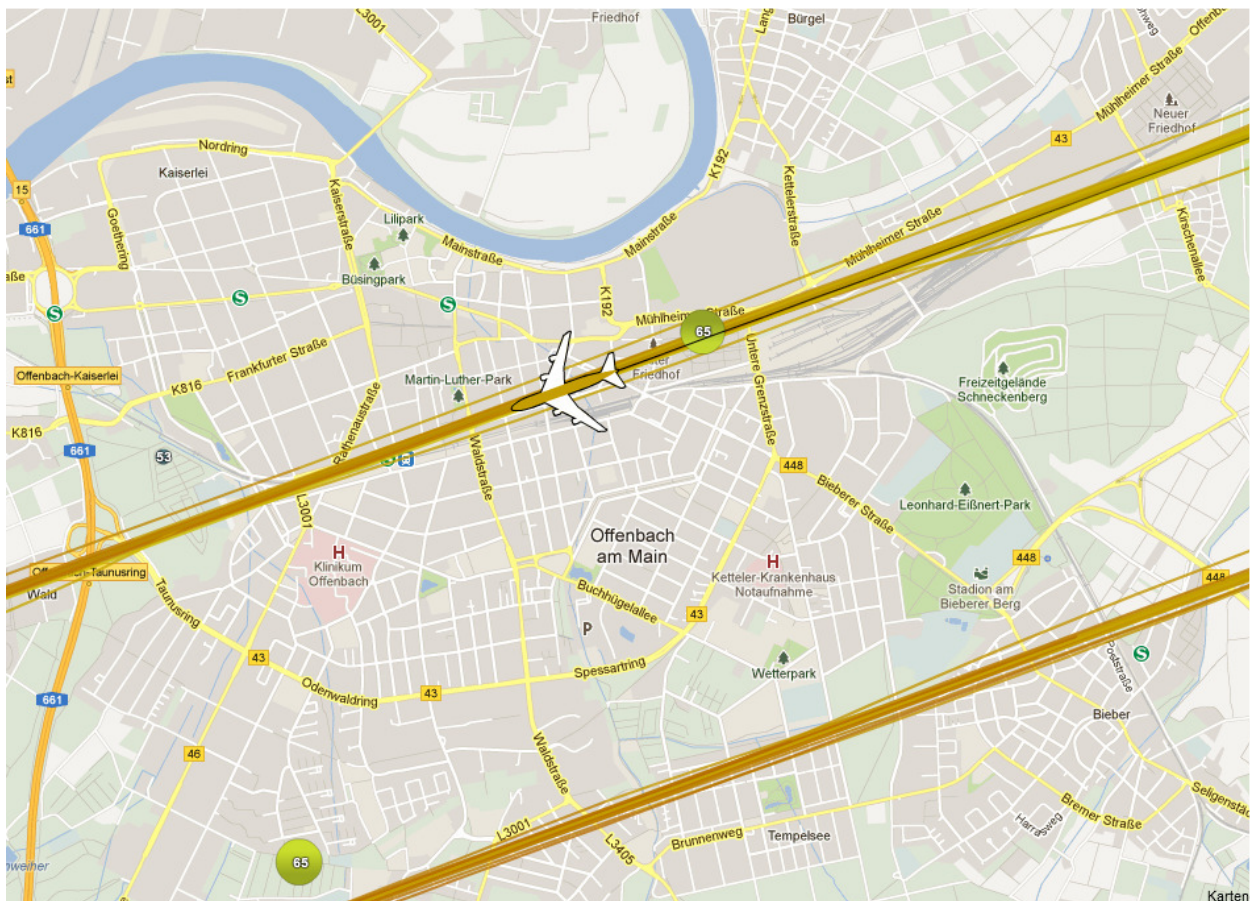 L3001
Friedhof
Bürgel
Mühlheimer Straße
Neuer
Friedhof
43
Nordring
Kaiserlei
K192
15
661
Goethering
Kaiserstraße
Lilipark
Mainstraße
Mainstraße
Kettelerstraße
Mühlheimer Straße
Kirschenallee
Büsingpark
S
S
S
K192
Mühlheimer Straße
65
Frankfurter Straße
Friedhof
Untere Grenzstraße
Offenbach-Kaiserlei
K816
Martin-Luther-Park
Freizeitgelände
Schneckenberg
K816
661
53
Rathenaustraße
Waldstraße
448
Bieberer Straße
L3001
Leonhard-Eißnert-Park
Offenbach
am Main
H
Klinikum
Offenbach
H
Ketteler-Krankenhaus
Notaufnahme
448
448
Wald
Taunusring
Buchhügelallee
Stadion am
Bieberer Berg
43
P
43
Odenwaldring
43
Spessartring
Wetterpark
S
Poststraße
661
46
Waldstraße
Bieber
L3001
L3405
Brunnenweg
Tempelsee
Bremer Straße
65
Karten